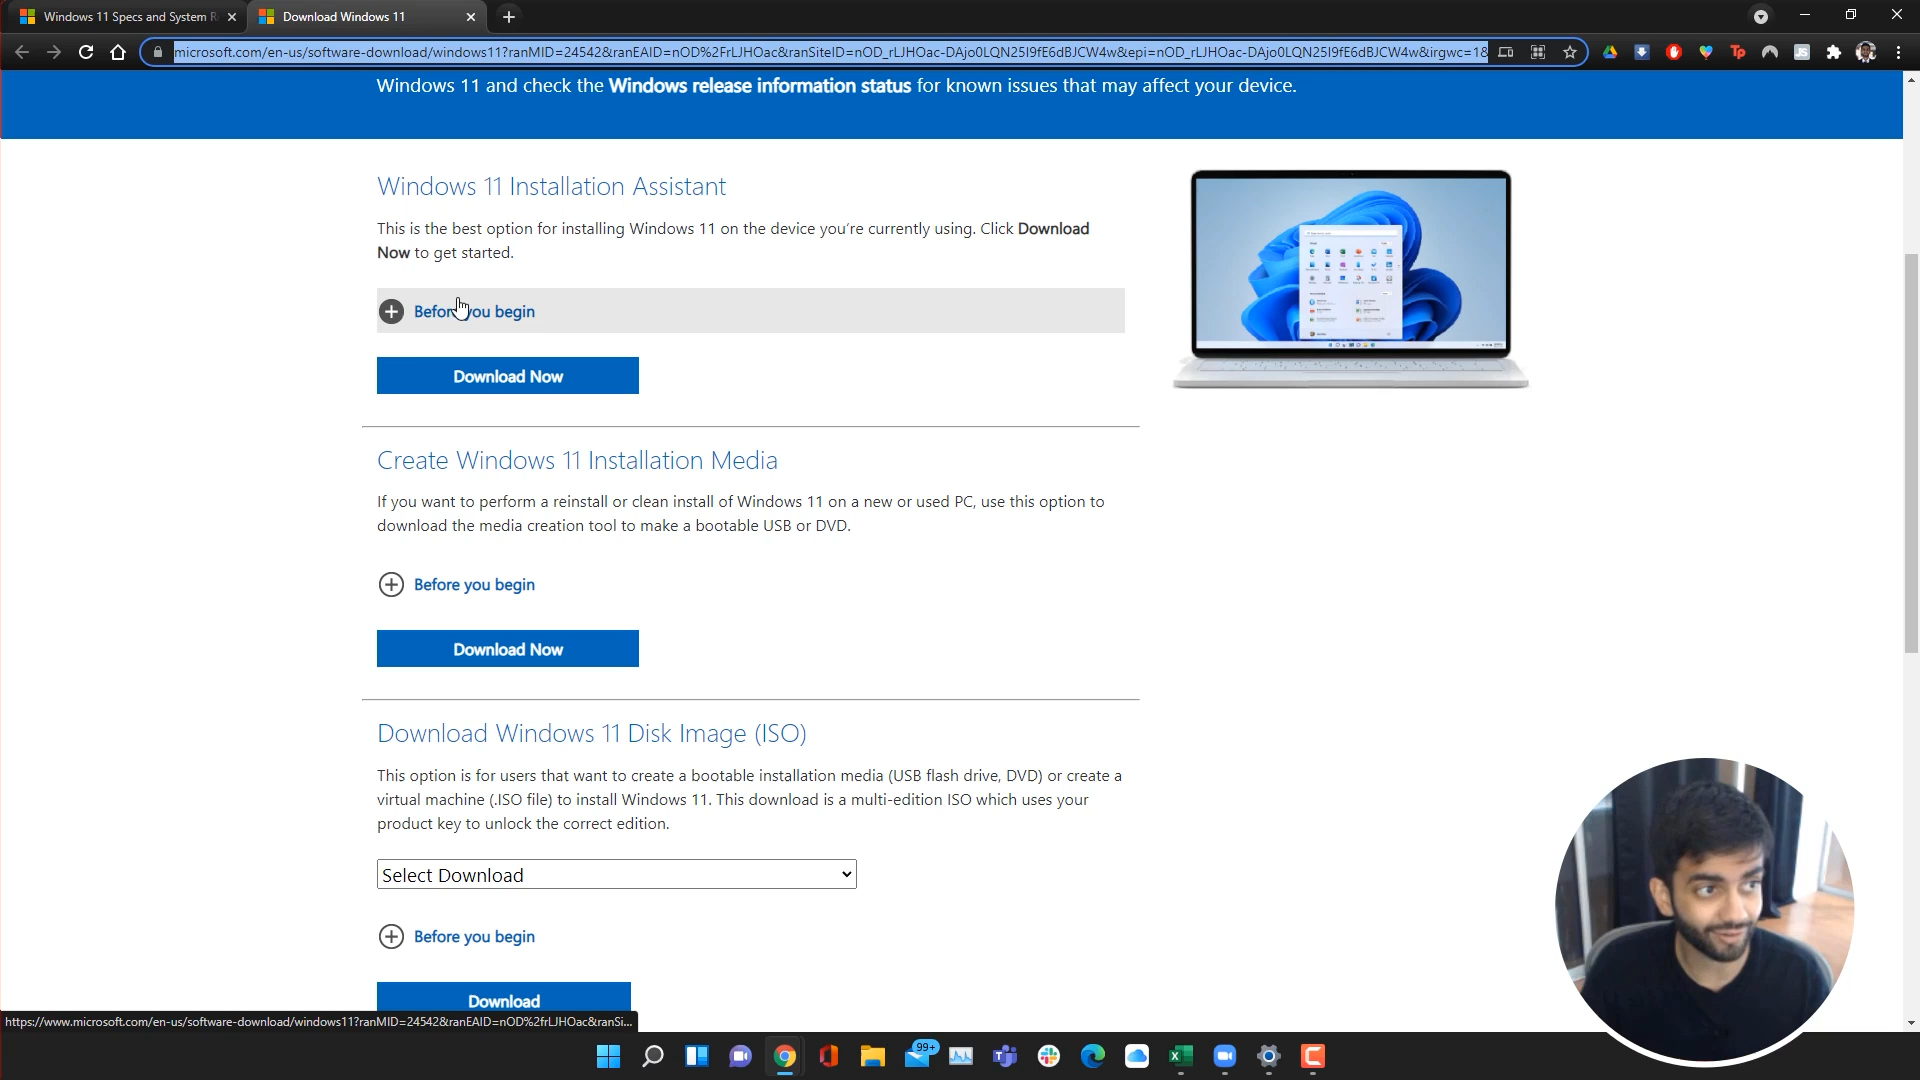 Windows 11 Specs and System R
Download Windows 11
microsoft.com/en-us/software-download/windows11?ranMID=24542&ranEAID=nOD%2FrLJHOac&ranSiteID=nOD_rLJHOac-DAjo0LQN25I9fE6dBJCW4w&epi=nOD_rLJHOac-DAjo0LQN25I9fE6dBJCW4w&irgwc=1&
Windows 11 and check the Windows release information status for known issues that may affect your device.
Windows 11 Installation Assistant
This is the best option for installing Windows 11 on the device you're currently using. Click Download
Now to get started.
Before you begin
Download Now
Create Windows 11 Installation Media
If you want to perform a reinstall or clean install of Windows 11 on a new or used PC, use this option to
download the media creation tool to make a bootable USB or DVD.
Before you begin
Download Now
Download Windows 11 Disk Image (ISO)
This option is for users that want to create a bootable installation media (USB flash drive, DVD) or create a
virtual machine (.ISO file) to install Windows 11. This download is a multi-edition ISO which uses your
product key to unlock the correct edition.
Select Download
Before you begin
Download
https://www.microsoft.com/en-us/software-download/windows11?ranMID=24542&ranEAID=nOD%2FrLJHOac&ranSi...
99+